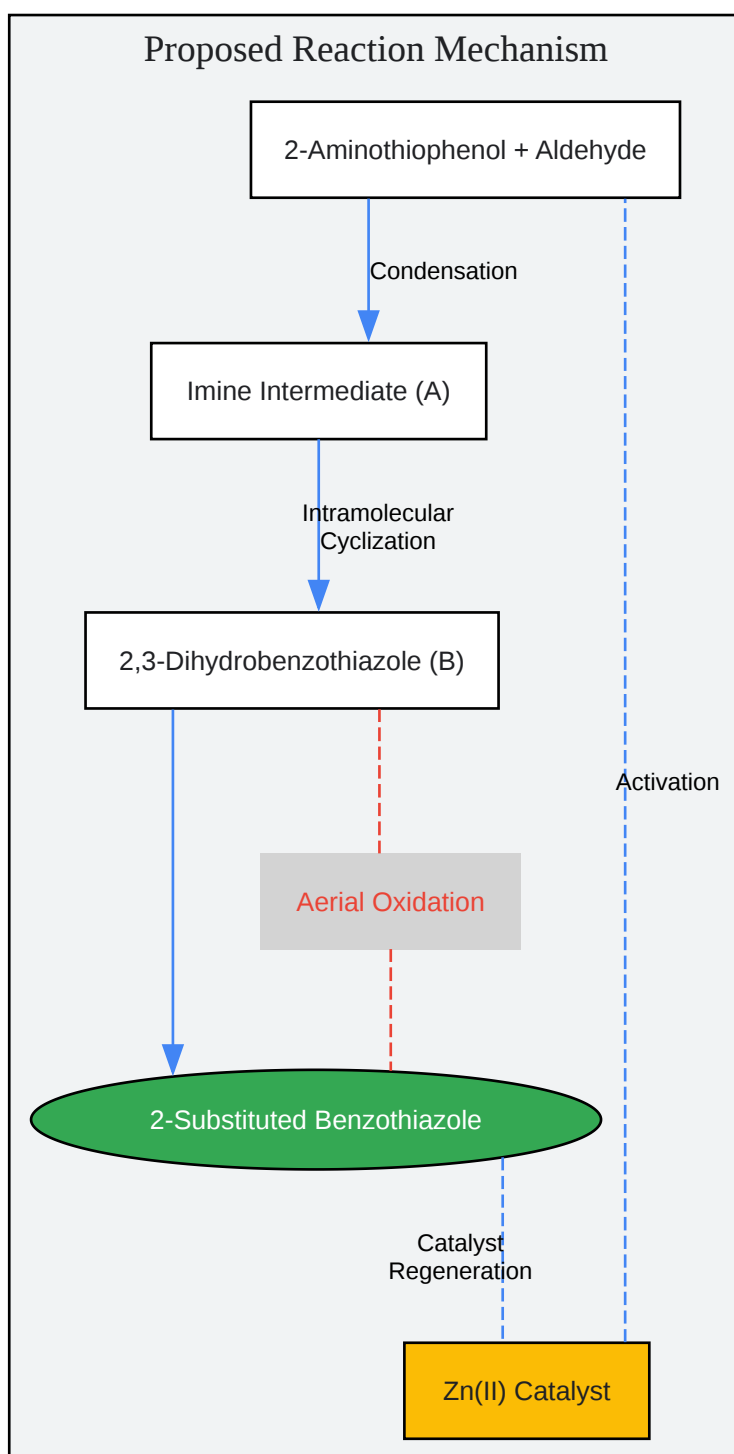 Proposed Reaction Mechanism
2-Aminothiophenol + Aldehyde
Condensation
Imine Intermediate (A)
Intramolecular
Cyclization
2,3-Dihydrobenzothiazole (B)
Activation
Aerial Oxidation
2-Substituted Benzothiazole
Catalyst
Regeneration
Zn(II) Catalyst